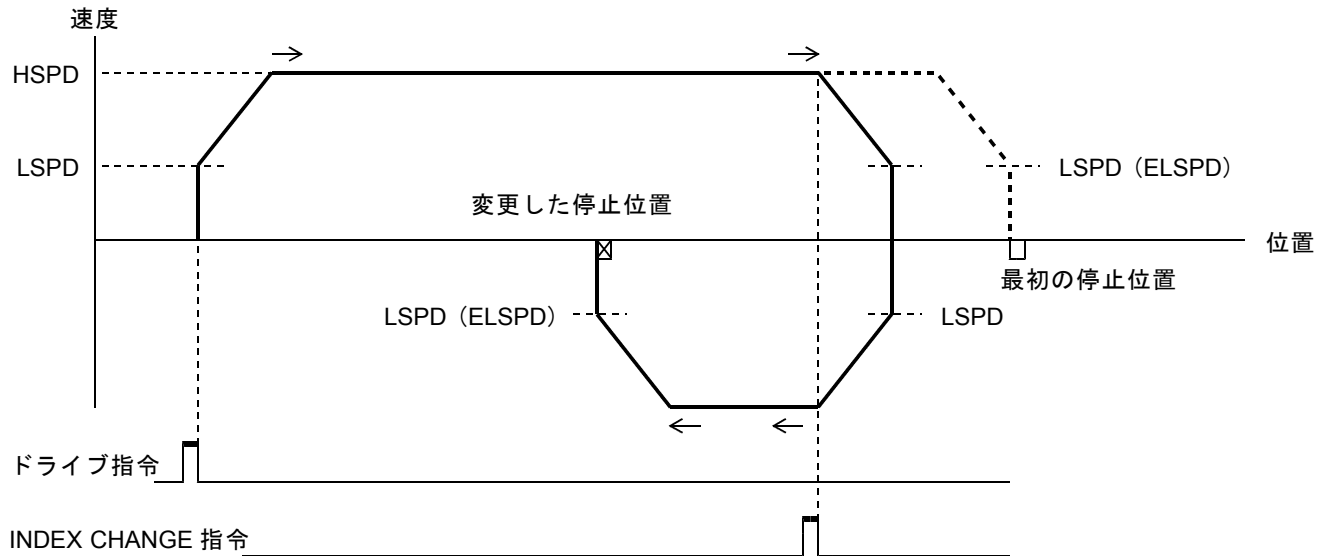 速度
HSPD
LSPD
LSPD（ELSPD）
変更した停止位置
位置
最初の停止位置
LSPD（ELSPD）
LSPD
ドライブ指令
INDEX CHANGE 指令